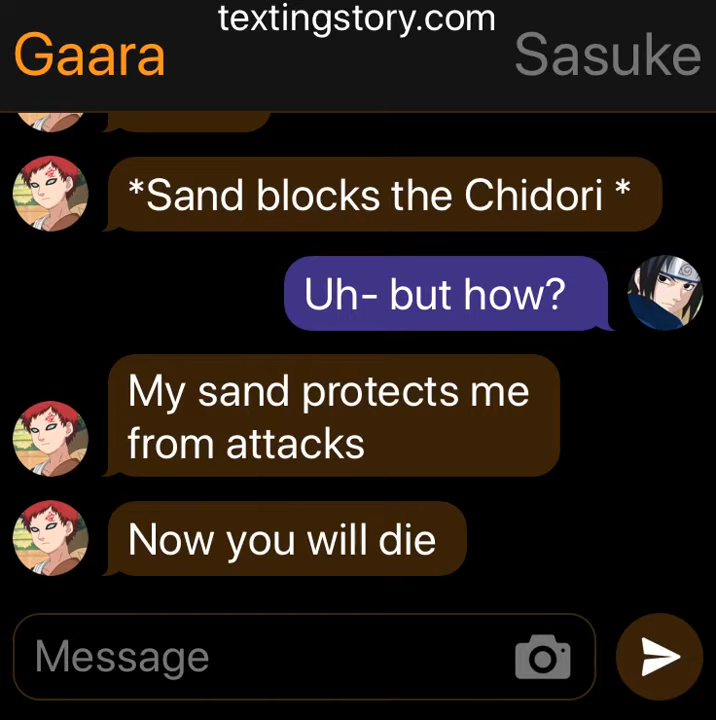 textingstory.com
Gaara
Sasuke
*Sand blocks the Chidori *
Uh- but how?
My sand protects me
from attacks
Now you will die
Message